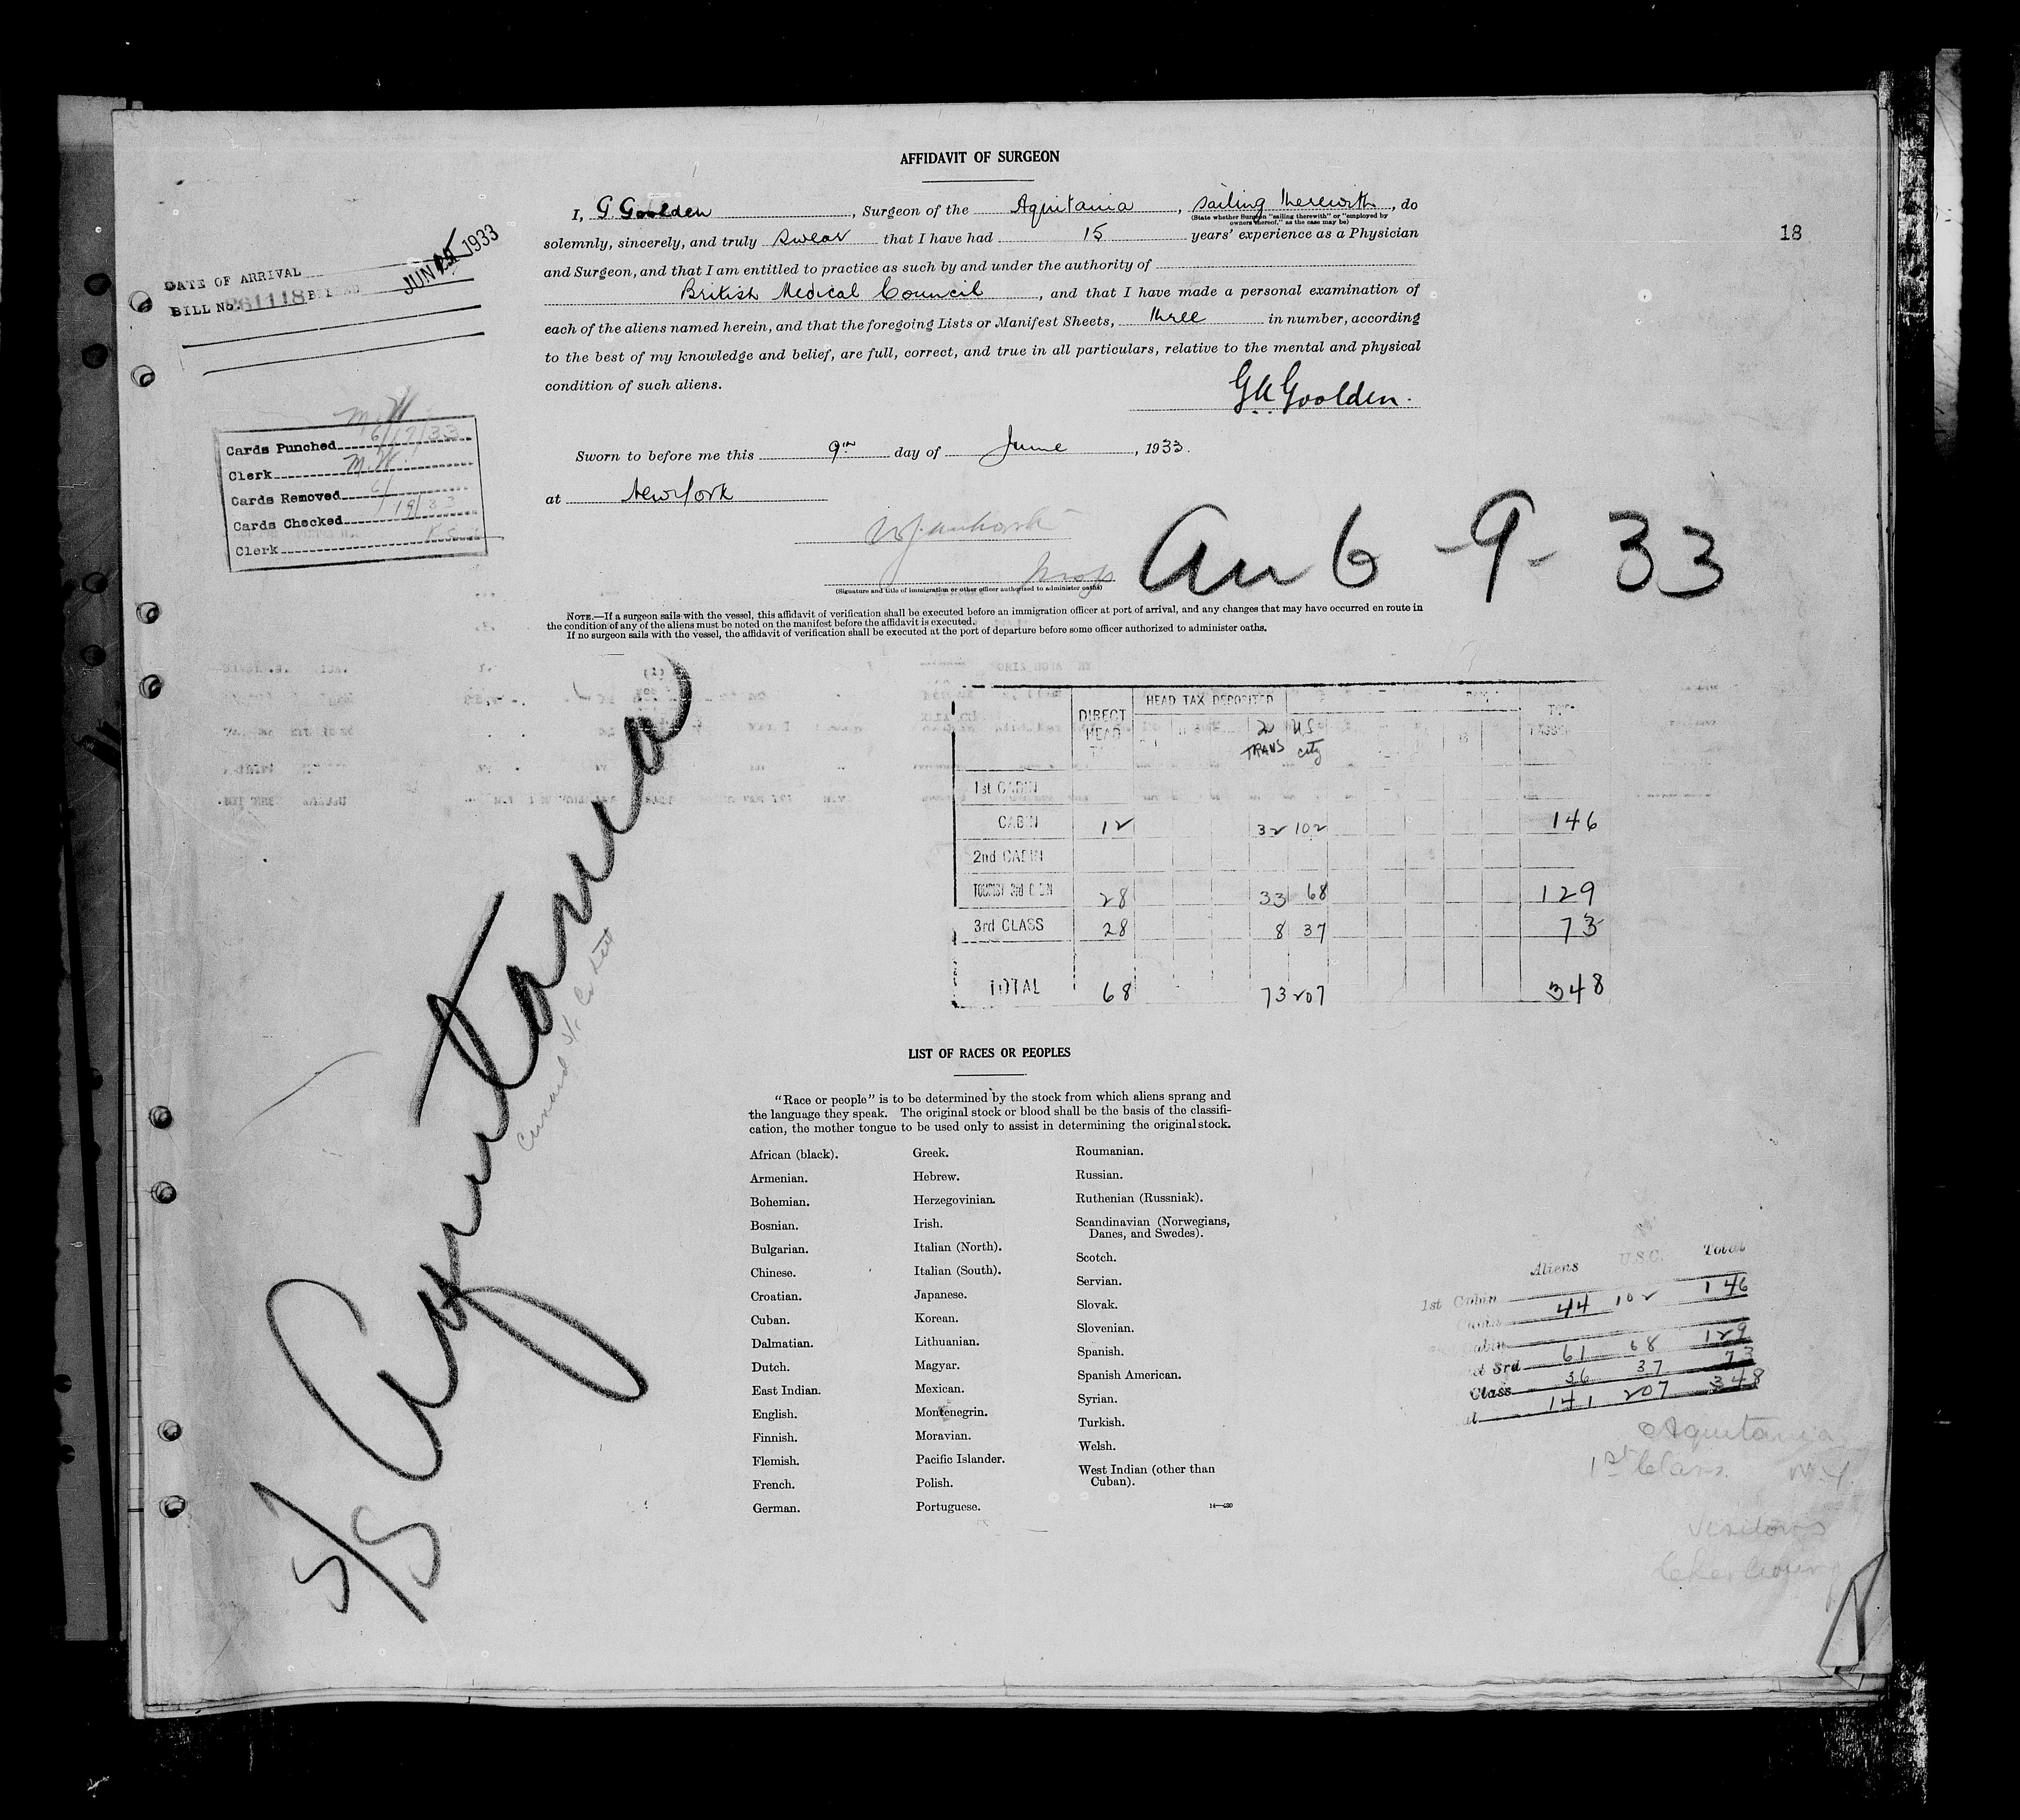 AFFIDAVIT OF SURGEON
I, G Goolden, Surgeon of the Aquitania, sailing therewith, do
(State whether Surgeon "sailing therewith" or "employed by
owners thereof," as the case may be)
solemnly, sincerely, and truly swear that I have had 15 years' experience as a Physician
and Surgeon, and that I am entitled to practice as such by and under the authority of
British Medical Council, and that I have made a personal examination of
each of the aliens named herein, and that the foregoing Lists or Manifest Sheets, three in number, according
to the best of my knowledge and belief, are full, correct, and true in all particulars, relative to the mental and physical
condition of such aliens.
18
DATE OF ARRIVAL JUN 1933
BILL No. 261118
Goolden.
Cards Punched 6/17/33
Clerk M.W.
Cards Removed 6/
Cards Checked 19/33
Clerk
Sworn to before me this 9th day of June, 1933.
at New York
Insp
(Signature and title of immigration or other officer authorized to administer oaths)
Arr 6 - 9 - 33
NOTE.—If a surgeon sails with the vessel, this affidavit of verification shall be executed before an immigration officer at port of arrival, and any changes that may have occurred en route in
the condition of any of the aliens must be noted on the manifest before the affidavit is executed.
If no surgeon sails with the vessel, the affidavit of verification shall be executed at the port of departure before some officer authorized to administer oaths.
S/S Aquitania
DIRECT HEAD HEAD TAX DEPOSITED
TRANS US city
1st CABIN
CABIN 12 32 102 146
2nd CABIN
TOURIST 3rd CABIN 28 33 68 129
3rd CLASS 28 8 37 73
TOTAL 68 73 207 348
LIST OF RACES OR PEOPLES
"Race or people" is to be determined by the stock from which aliens sprang and
the language they speak. The original stock or blood shall be the basis of the classifi-
cation, the mother tongue to be used only to assist in determining the original stock.
African (black).
Armenian.
Bohemian.
Bosnian.
Bulgarian.
Chinese.
Croatian.
Cuban.
Dalmatian.
Dutch.
East Indian.
English.
Finnish.
Flemish.
French.
German.
Greek.
Hebrew.
Herzegovinian.
Irish.
Italian (North).
Italian (South).
Japanese.
Korean.
Lithuanian.
Magyar.
Mexican.
Montenegrin.
Moravian.
Pacific Islander.
Polish.
Portuguese.
Roumanian.
Russian.
Ruthenian (Russniak).
Scandinavian (Norwegians,
Danes, and Swedes).
Scotch.
Servian.
Slovak.
Slovenian.
Spanish.
Spanish American.
Syrian.
Turkish.
Welsh.
West Indian (other than
Cuban).
Aliens U.S.C. Total
1st Cabin
44 102 146
Cabin
3rd 61 68 129
Class 36 37 73
141 207 348
Aquitania
1st Class. N.Y.
Visitors
Cherbourg